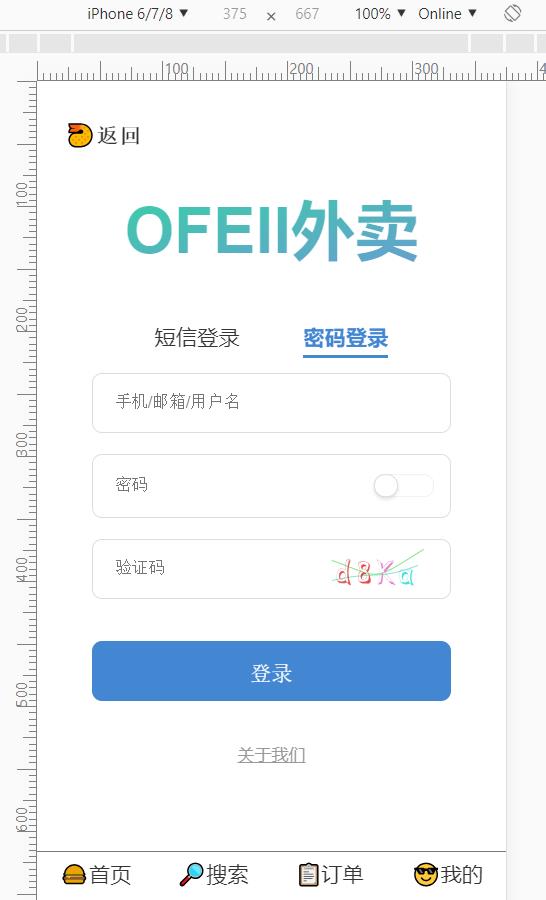 iPhone 6/7/8 ▼ 375 × 667 100% ▼ Online ▼
100 200 300 4
100
200
300
400
500
600
返回
OFEII外卖
短信登录 密码登录
手机/邮箱/用户名
密码
验证码 d8Ka
登录
关于我们
首页 搜索 订单 我的